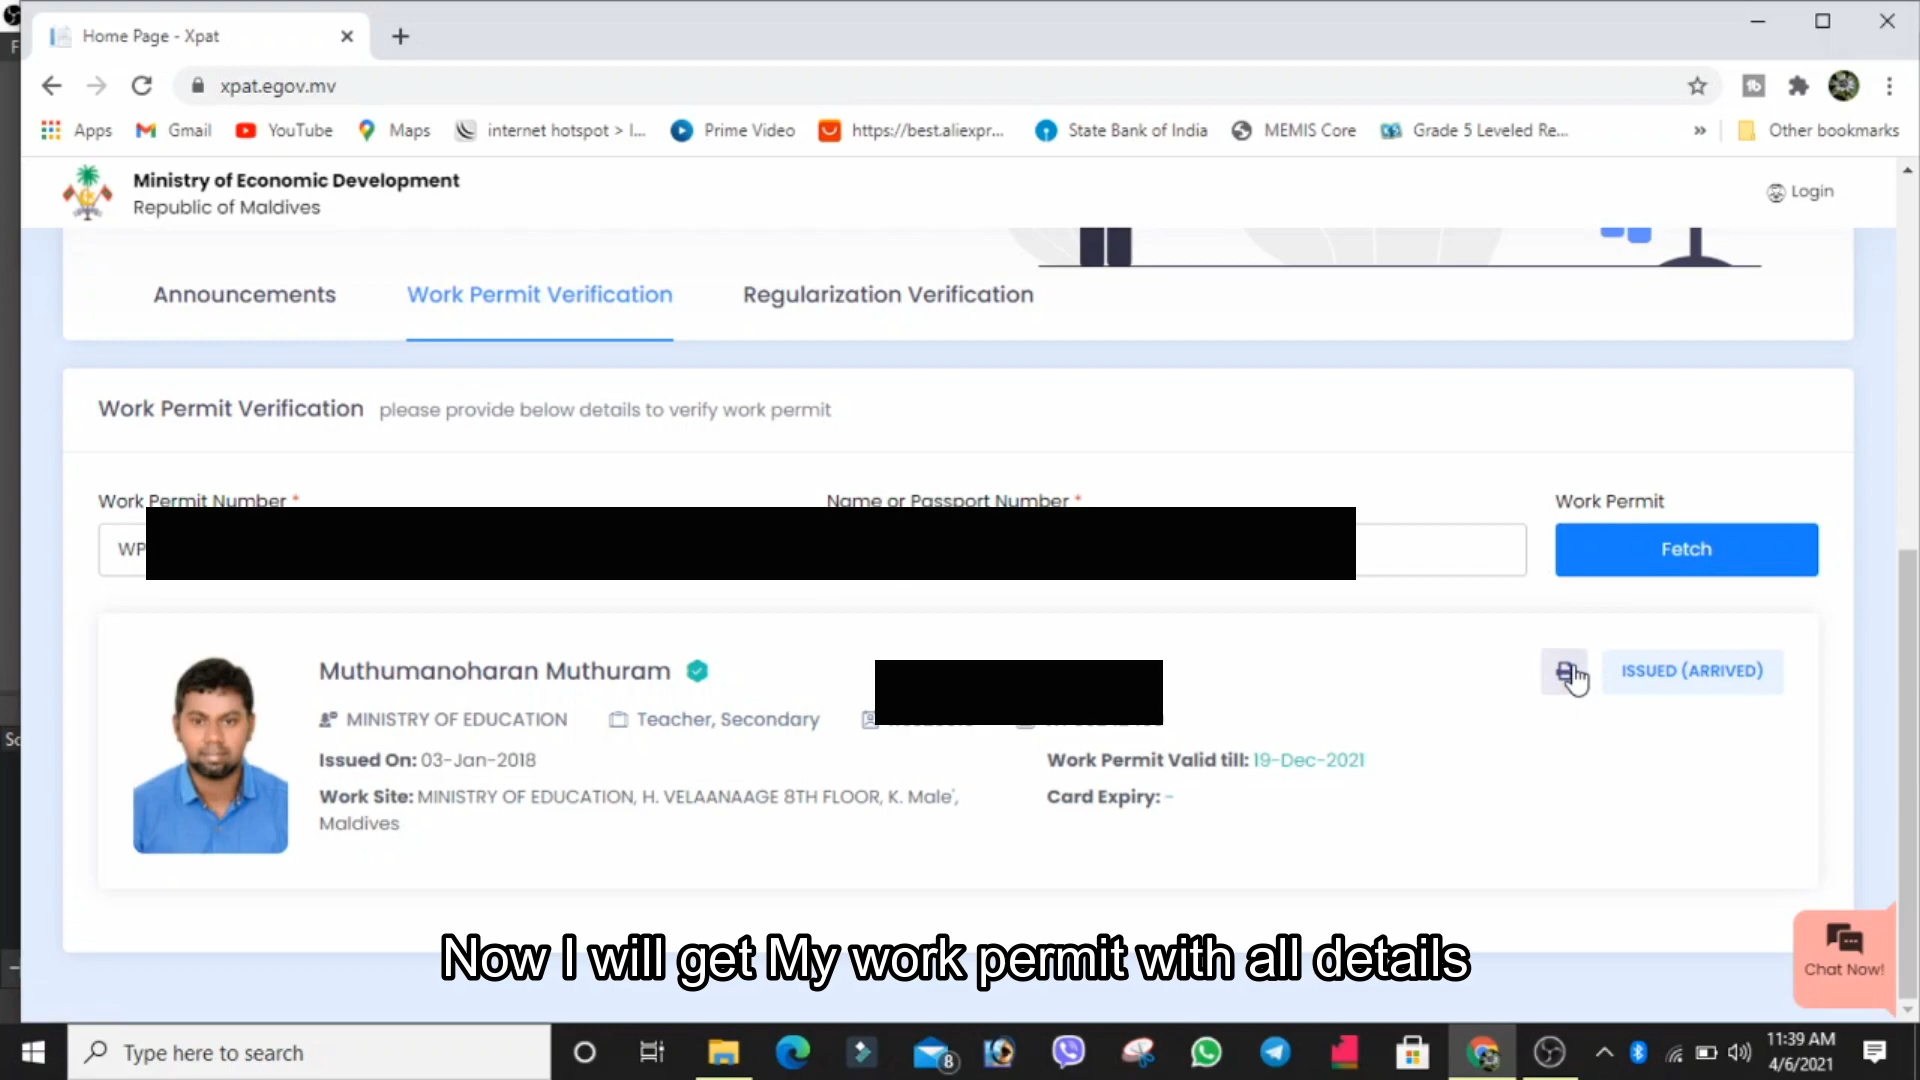 Home Page - Xpat
xpat.egov.mv
Apps
Gmail
YouTube
Maps
internet hotspot > l...
Prime Video
https://best.aliexpr...
State Bank of India
MEMIS Core
Grade 5 Leveled Re...
»
Other bookmarks
Ministry of Economic Development
Republic of Maldives
Login
Announcements
Work Permit Verification
Regularization Verification
Work Permit Verification please provide below details to verify work permit
Work Permit Number *
Name or Passport Number *
Work Permit
WP
Fetch
Muthumanoharan Muthuram
ISSUED (ARRIVED)
MINISTRY OF EDUCATION
Teacher, Secondary
Issued On: 03-Jan-2018
Work Permit Valid till: 19-Dec-2021
Work Site: MINISTRY OF EDUCATION, H. VELAANAAGE 8TH FLOOR, K. Male',
Maldives
Card Expiry: -
Now I will get My work permit with all details
Chat Now!
Type here to search
8
11:39 AM
4/6/2021